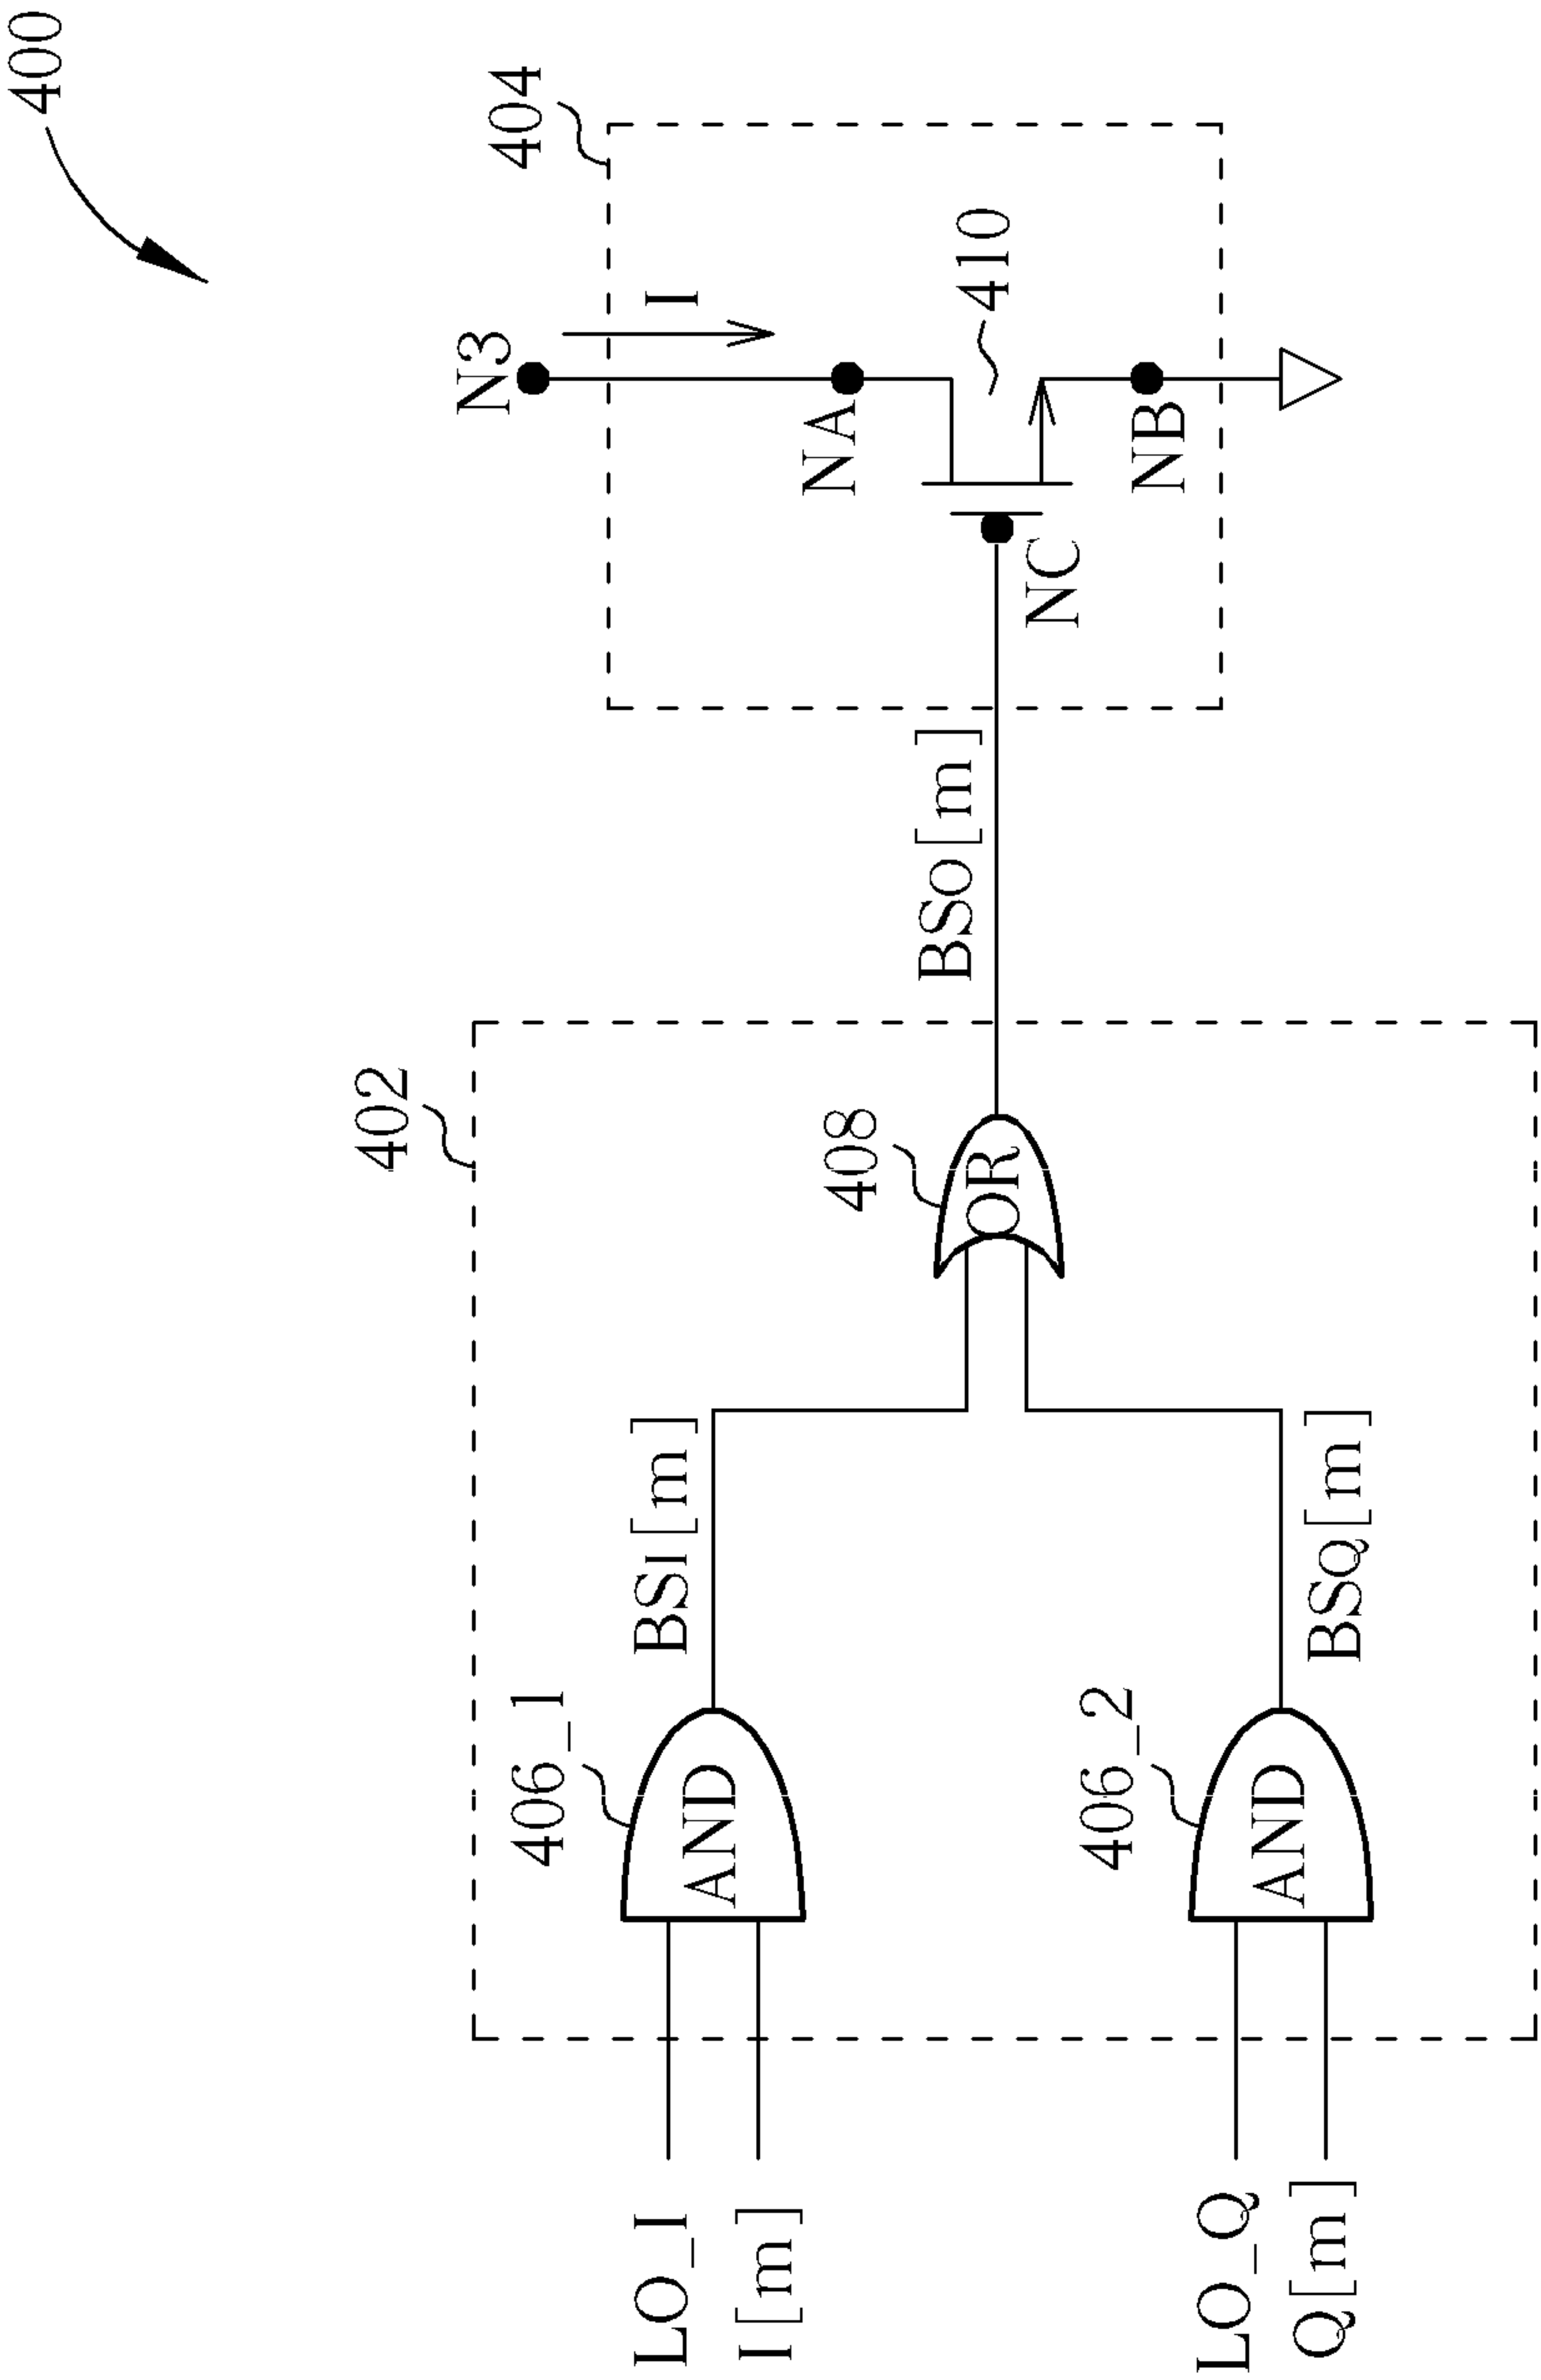 400
404
N3
I
NA
410
NB
NC
BSO[m]
402
408
OR
BSI[m]
406_1
AND
BSQ[m]
406_2
AND
LO_I
I[m]
LO_Q
Q[m]